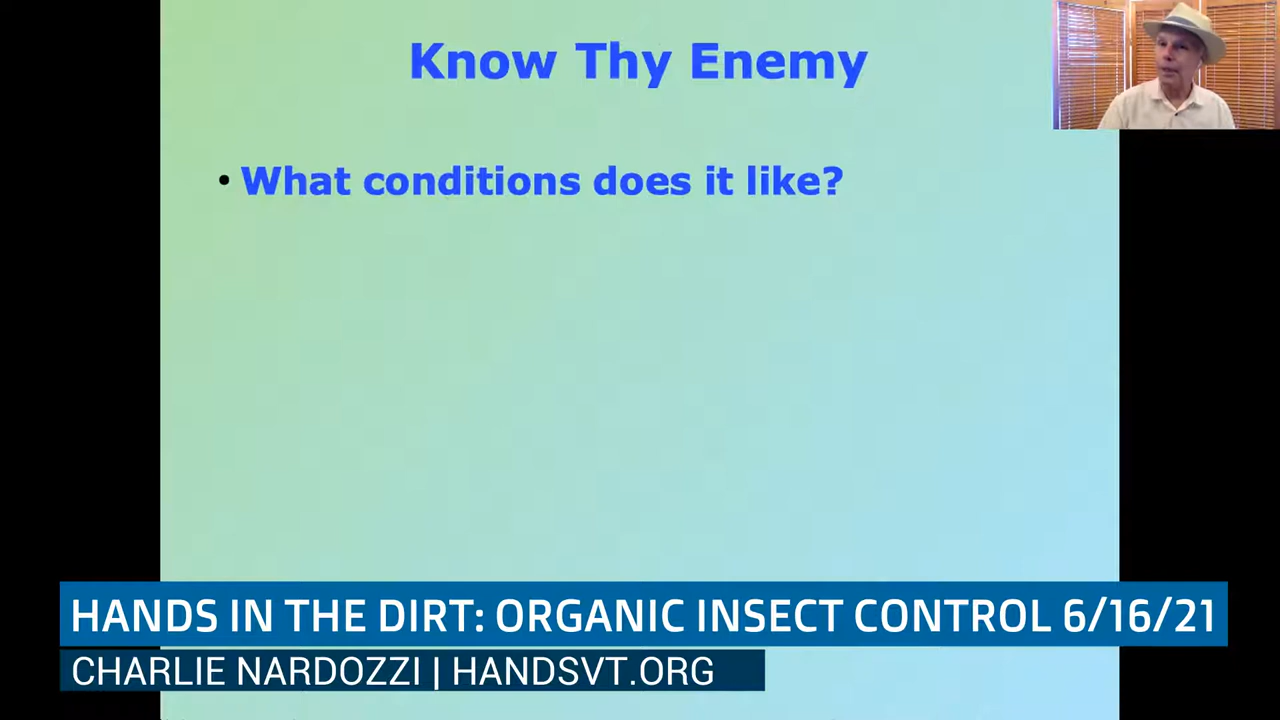 Know Thy Enemy
• What conditions does it like?
HANDS IN THE DIRT: ORGANIC INSECT CONTROL 6/16/21
CHARLIE NARDOZZI | HANDSVT.ORG